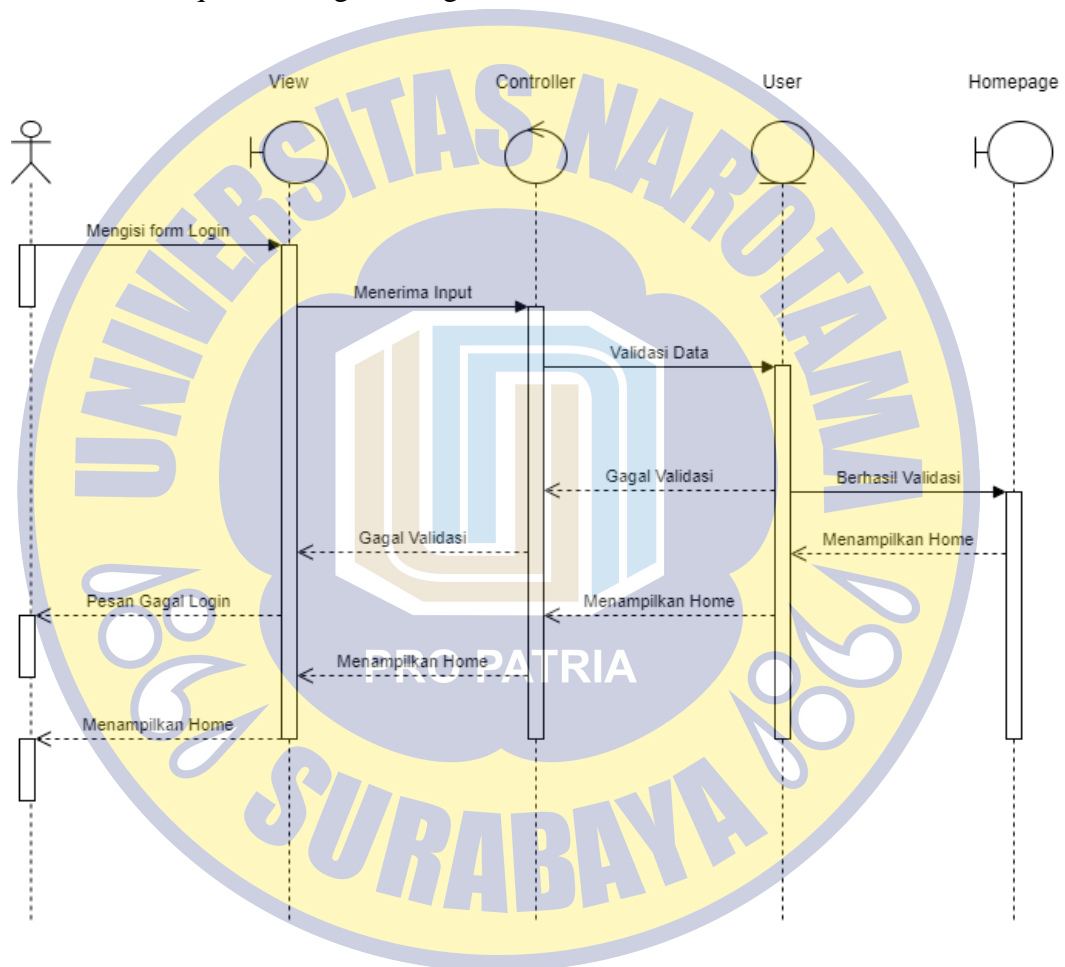 View
Controller
User
Homepage
Mengisi form Login
Menerima Input
Validasi Data
Gagal Validasi
Berhasil Validasi
Gagal Validasi
Menampilkan Home
Pesan Gagal Login
Menampilkan Home
Menampilkan Home
Menampilkan Home
UNIVERSITAS NAROTAMA
PRO PATRIA
SURABAYA